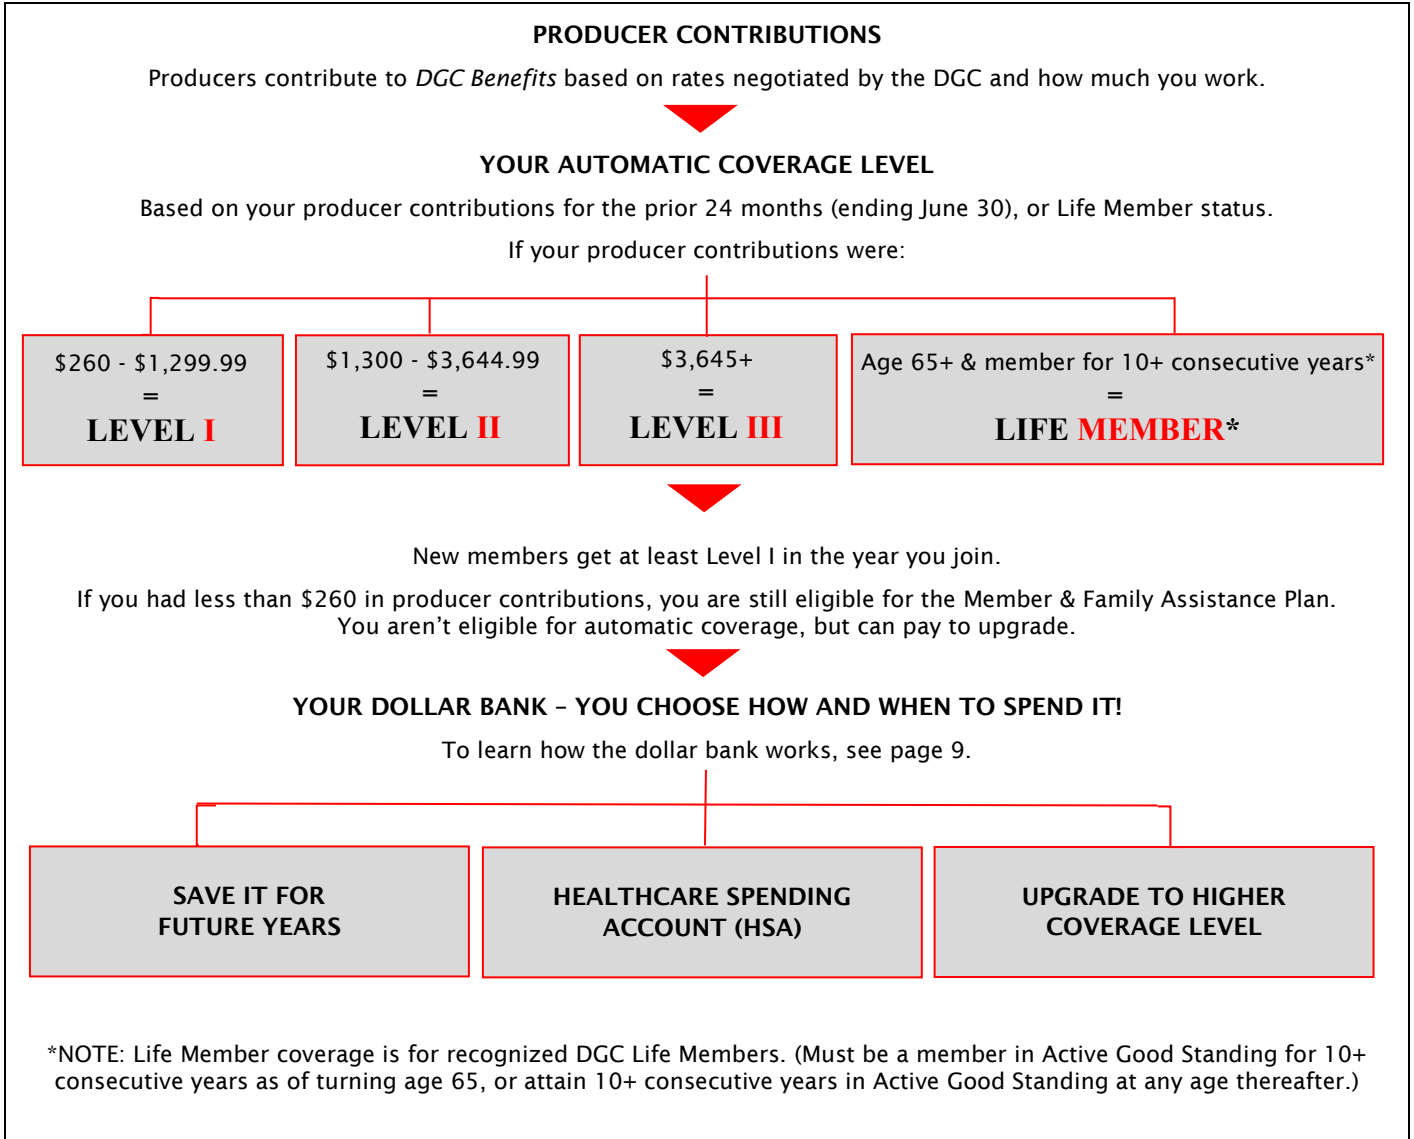 PRODUCER CONTRIBUTIONS
Producers contribute to DGC Benefits based on rates negotiated by the DGC and how much you work.
YOUR AUTOMATIC COVERAGE LEVEL
Based on your producer contributions for the prior 24 months (ending June 30), or Life Member status.
If your producer contributions were:
$260 - $1,299.99
=
LEVEL I
$1,300 - $3,644.99
=
LEVEL II
$3,645+
=
LEVEL III
Age 65+ & member for 10+ consecutive years*
=
LIFE MEMBER*
New members get at least Level I in the year you join.
If you had less than $260 in producer contributions, you are still eligible for the Member & Family Assistance Plan.
You aren’t eligible for automatic coverage, but can pay to upgrade.
YOUR DOLLAR BANK – YOU CHOOSE HOW AND WHEN TO SPEND IT!
To learn how the dollar bank works, see page 9.
SAVE IT FOR
FUTURE YEARS
HEALTHCARE SPENDING
ACCOUNT (HSA)
UPGRADE TO HIGHER
COVERAGE LEVEL
*NOTE: Life Member coverage is for recognized DGC Life Members. (Must be a member in Active Good Standing for 10+
consecutive years as of turning age 65, or attain 10+ consecutive years in Active Good Standing at any age thereafter.)